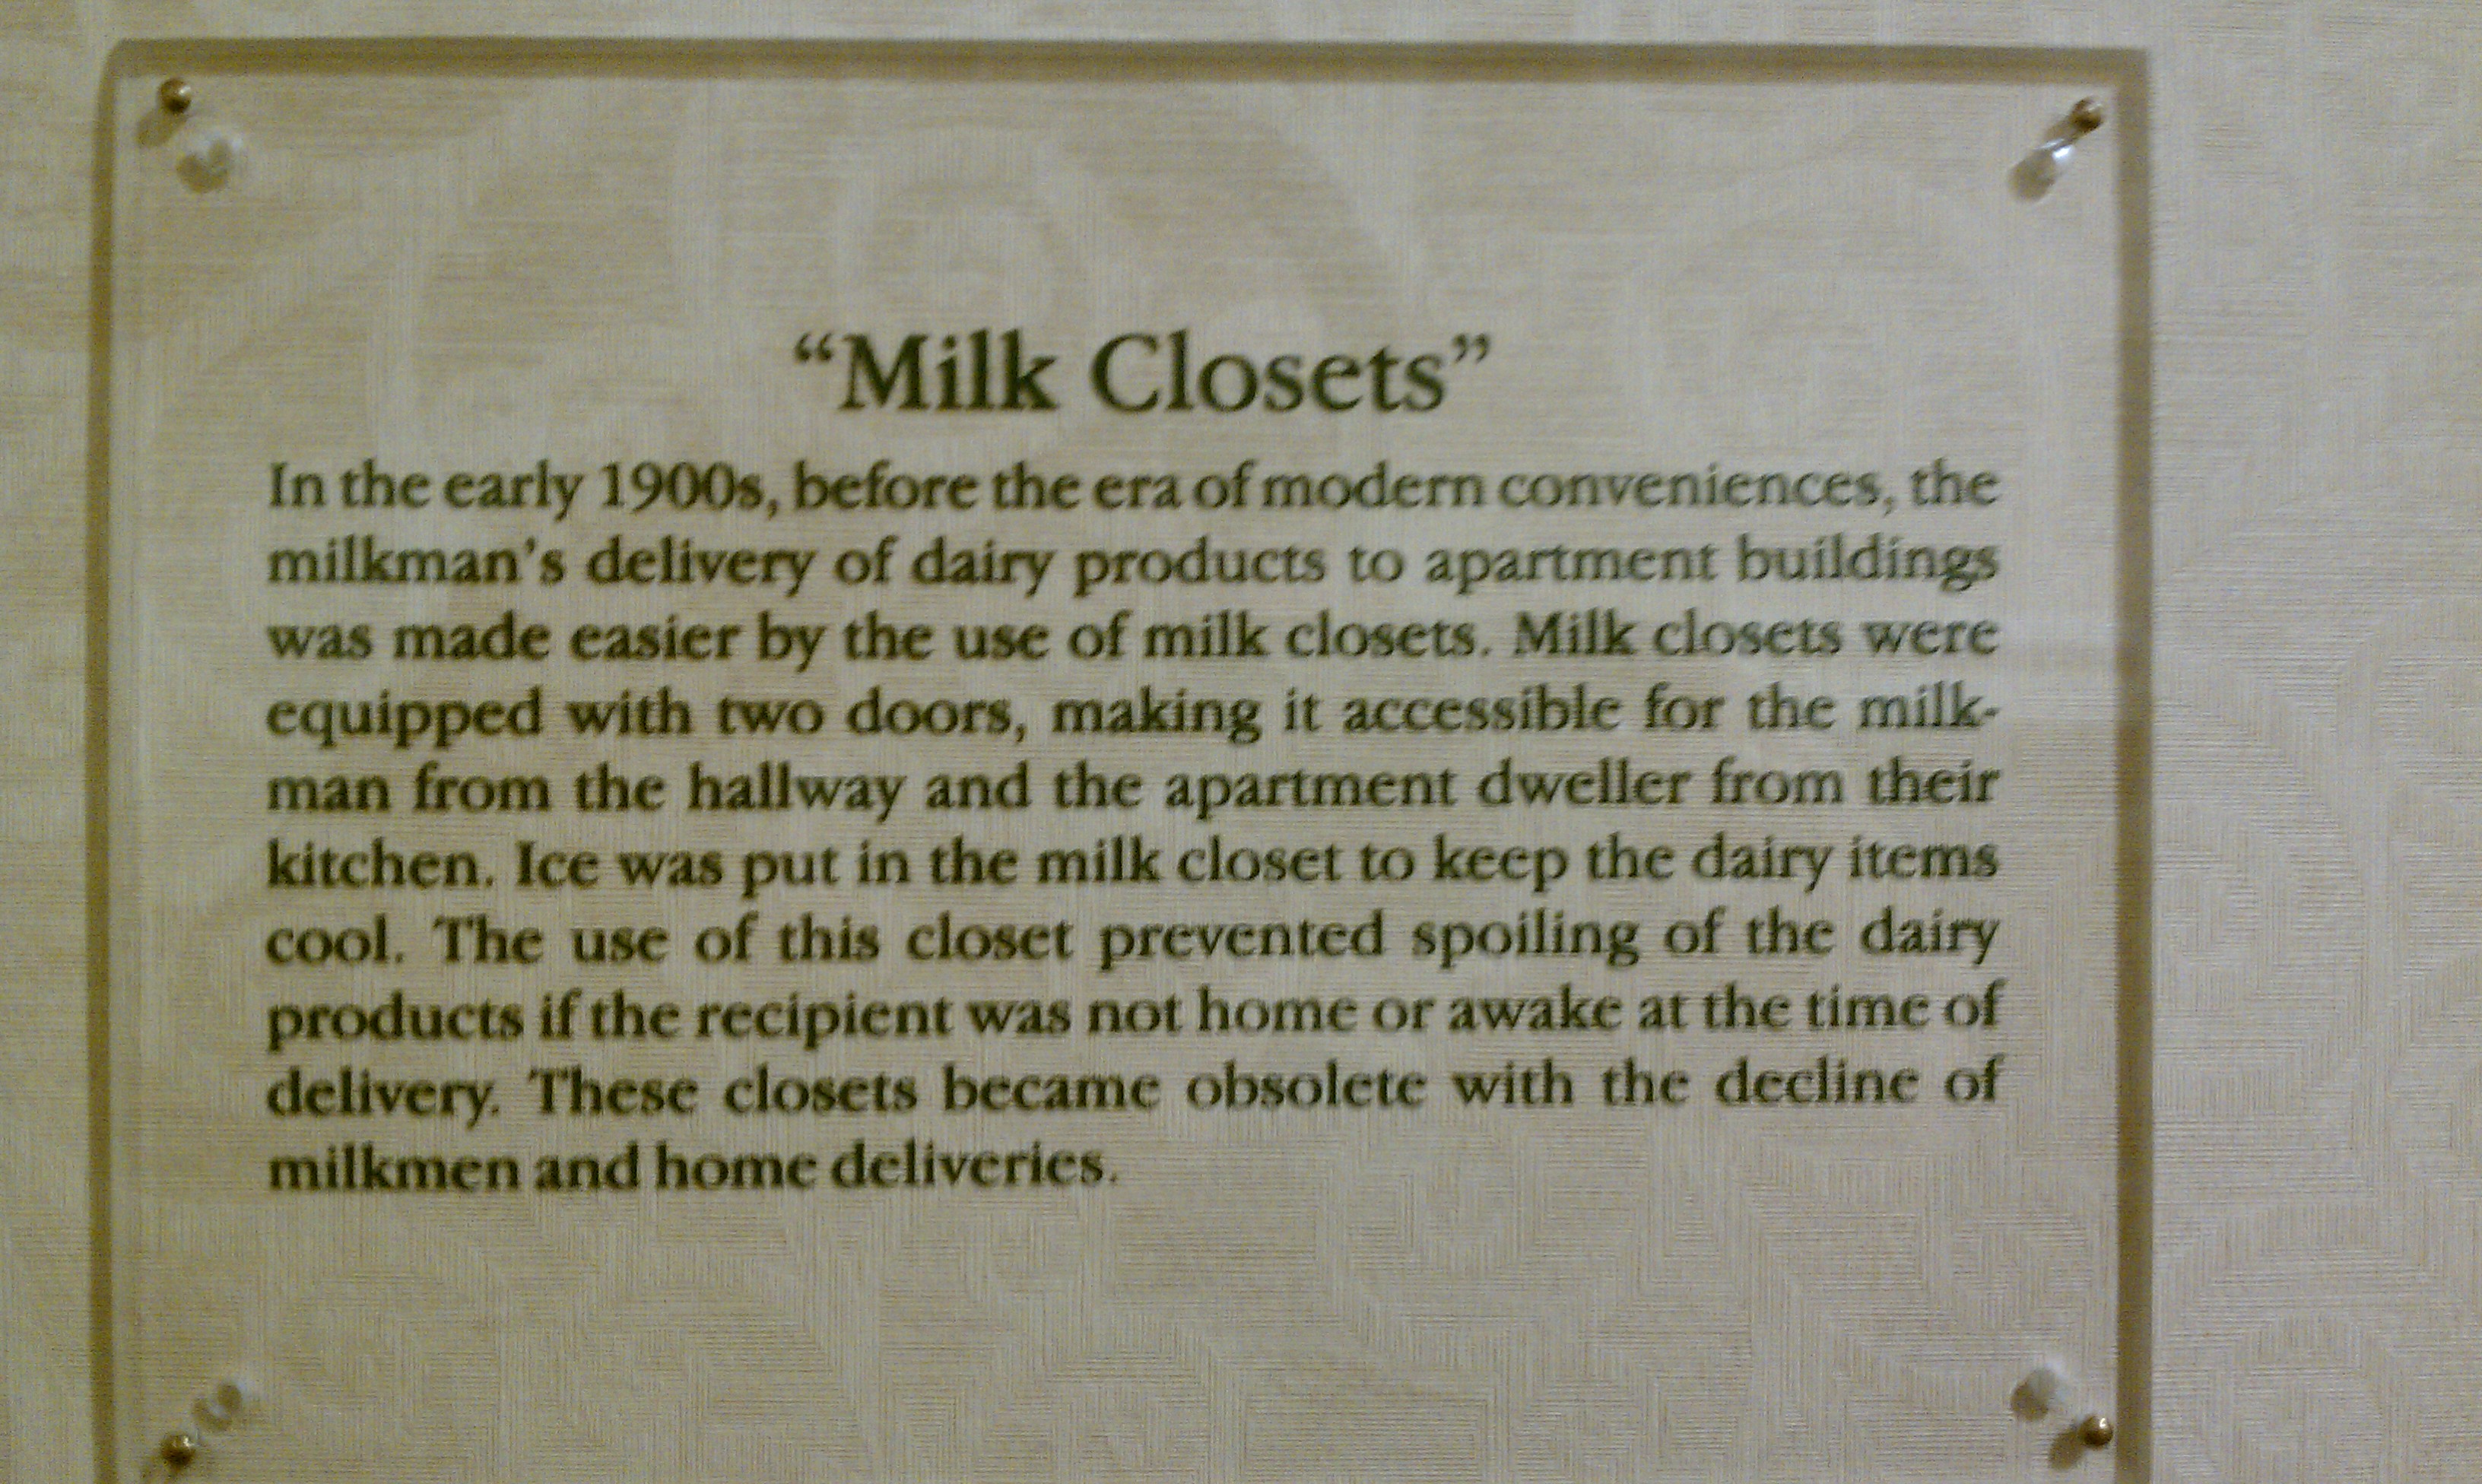 “Milk Closets”
In the early 1900s, before the era of modern conveniences, the
milkman’s delivery of dairy products to apartment buildings
was made easier by the use of milk closets. Milk closets were
equipped with two doors, making it accessible for the milk-
man from the hallway and the apartment dweller from their
kitchen. Ice was put in the milk closet to keep the dairy items
cool. The use of this closet prevented spoiling of the dairy
products if the recipient was not home or awake at the time of
delivery. These closets became obsolete with the decline of
milkmen and home deliveries.